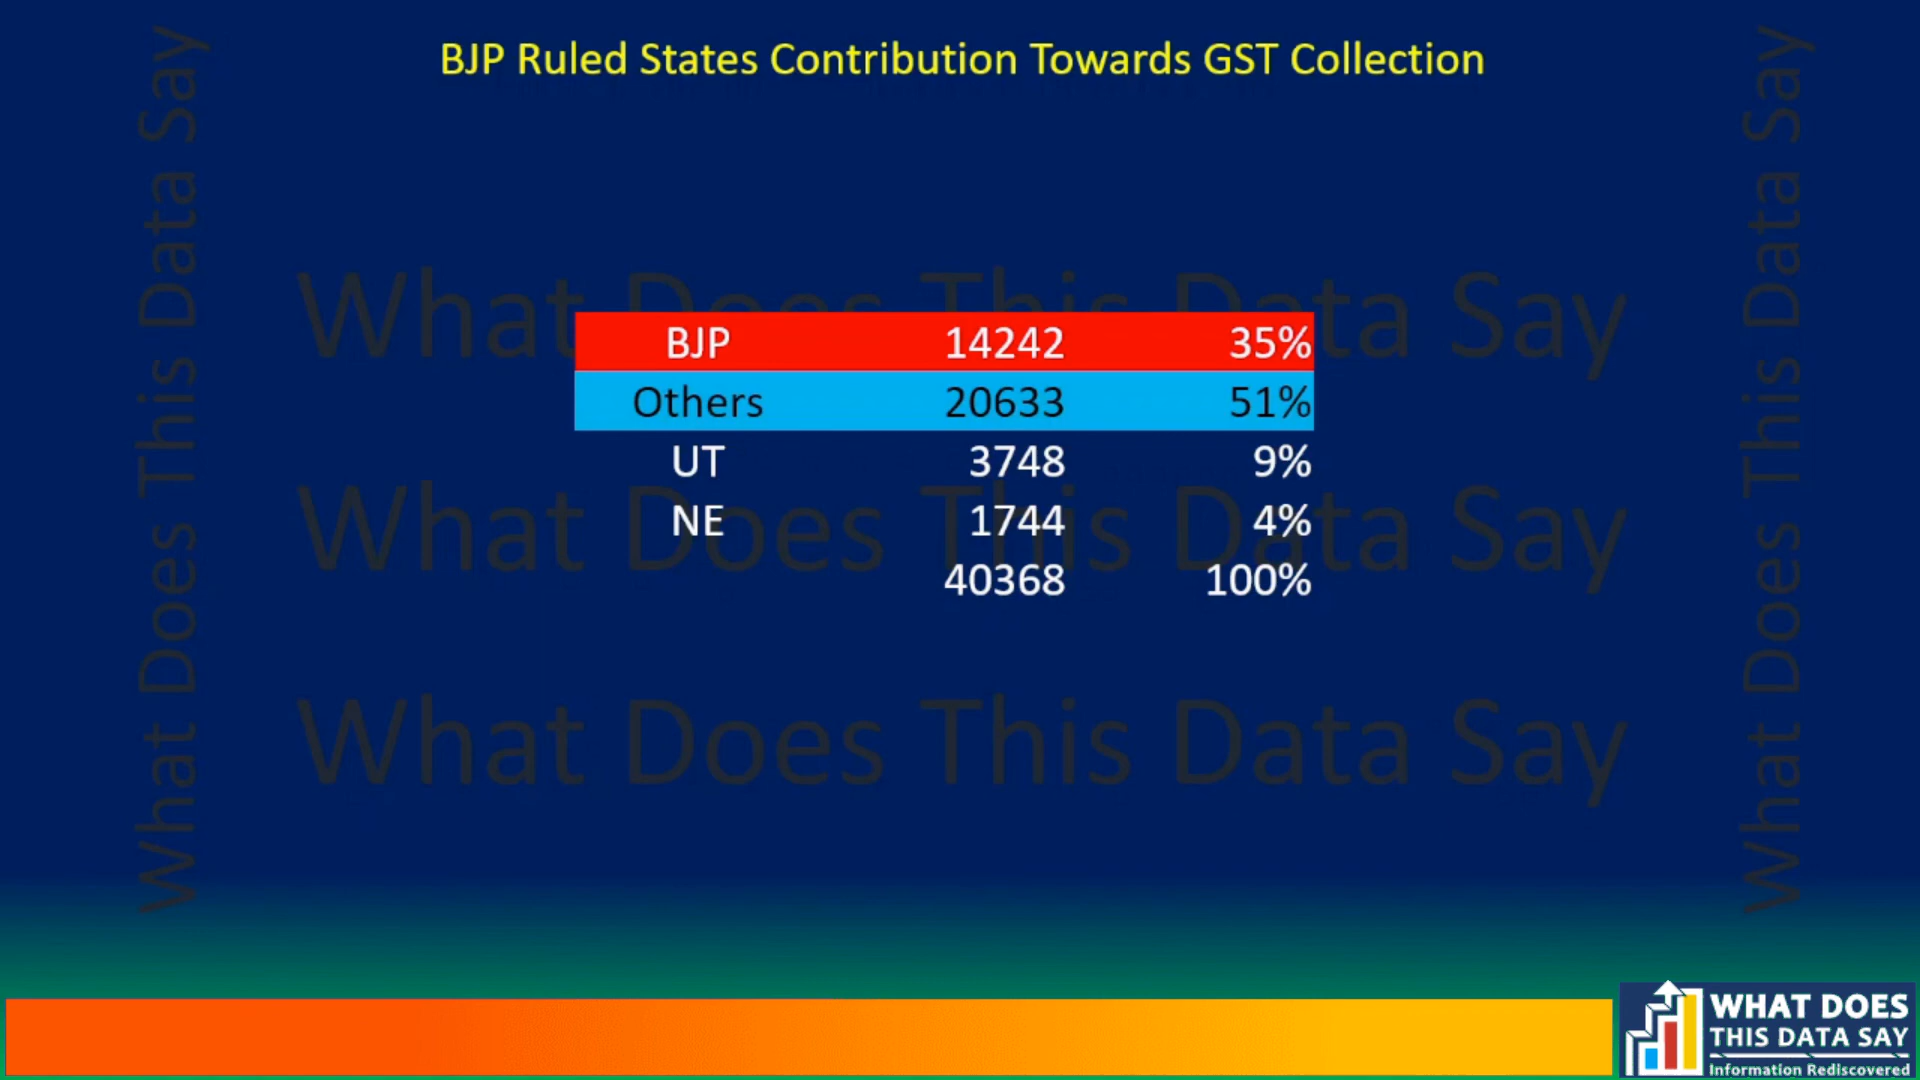 BJP Ruled States Contribution Towards GST Collection
What Does This Data Say
What Does This Data Say
What Does This Data Say
BJP 14242 35%
Others 20633 51%
UT 3748 9%
NE 1744 4%
40368 100%
What Does This Data Say
What Does This Data Say
WHAT DOES
THIS DATA SAY
Information Rediscovered